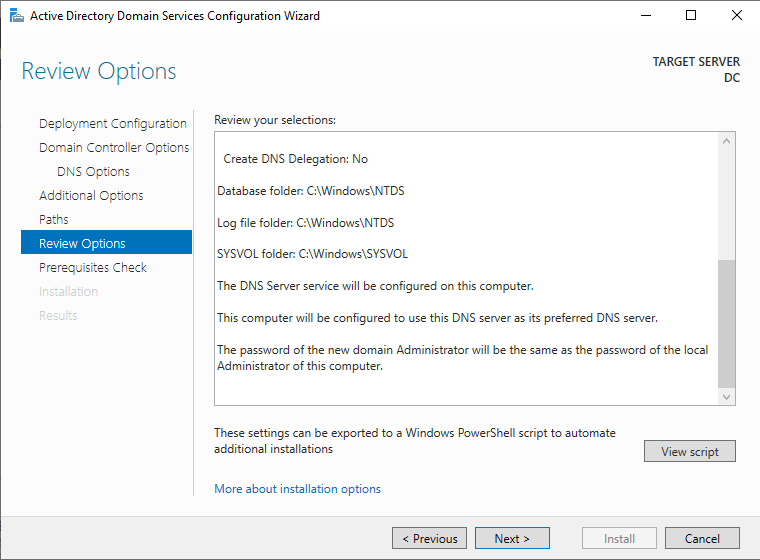 Active Directory Domain Services Configuration Wizard
Review Options
TARGET SERVER
DC
Deployment Configuration
Domain Controller Options
DNS Options
Additional Options
Paths
Review Options
Prerequisites Check
Installation
Results
Review your selections:
Create DNS Delegation: No
Database folder: C:\Windows\NTDS
Log file folder: C:\Windows\NTDS
SYSVOL folder: C:\Windows\SYSVOL
The DNS Server service will be configured on this computer.
This computer will be configured to use this DNS server as its preferred DNS server.
The password of the new domain Administrator will be the same as the password of the local
Administrator of this computer.
These settings can be exported to a Windows PowerShell script to automate
additional installations
View script
More about installation options
< Previous
Next >
Install
Cancel